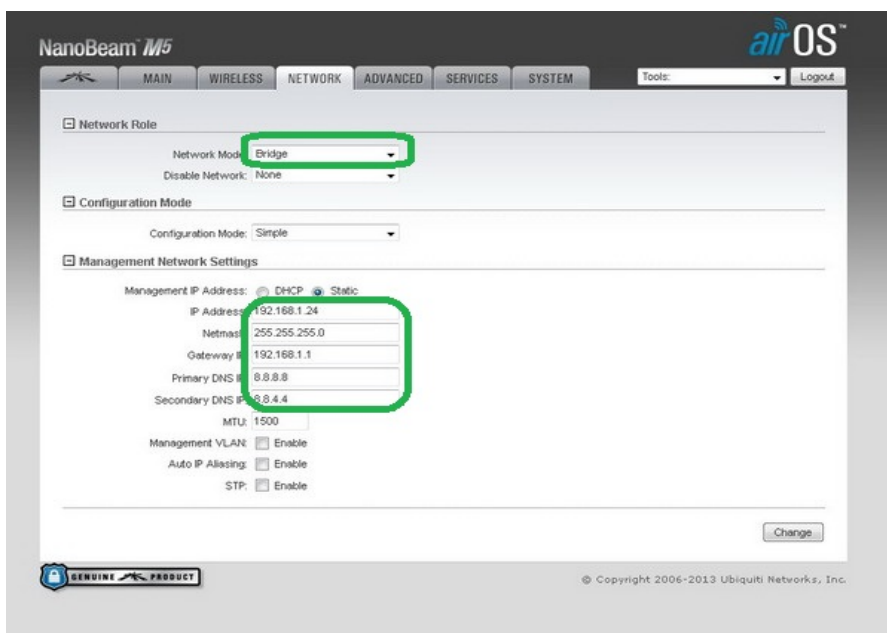 NanoBeam™ M5
airOS™
MAIN WIRELESS NETWORK ADVANCED SERVICES SYSTEM Tools: Logout
Network Role
Network Mode: Bridge
Disable Network: None
Configuration Mode
Configuration Mode: Simple
Management Network Settings
Management IP Address: DHCP Static
IP Address: 192.168.1.24
Netmask: 255.255.255.0
Gateway IP: 192.168.1.1
Primary DNS IP: 8.8.8.8
Secondary DNS IP: 8.8.4.4
MTU: 1500
Management VLAN: Enable
Auto IP Aliasing: Enable
STP: Enable
Change
GENUINE PRODUCT
© Copyright 2006-2013 Ubiquiti Networks, Inc.